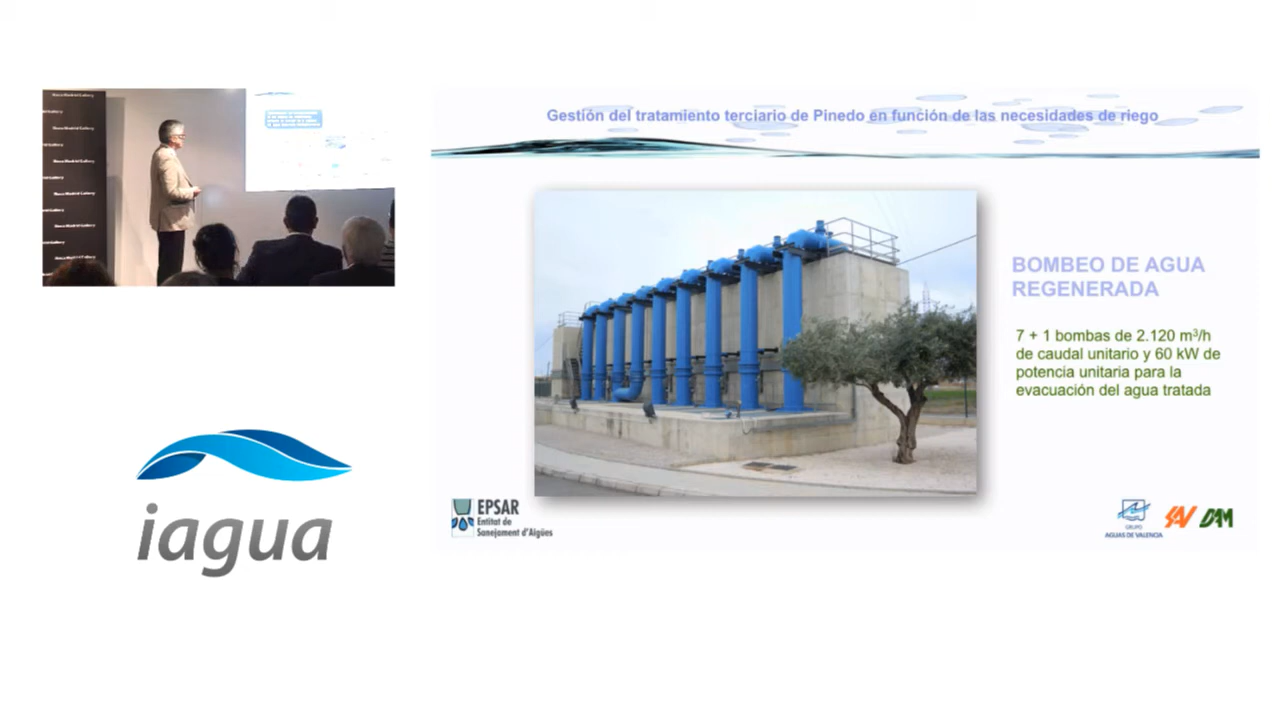 Gestión del tratamiento terciario de Pinedo en función de las necesidades de riego
BOMBEO DE AGUA
REGENERADA
7 + 1 bombas de 2.120 m³/h
de caudal unitario y 60 kW de
potencia unitaria para la
evacuación del agua tratada
iagua
EPSAR
Entitat de
Sanejament d'Aigües
GRUPO
AGUAS DE VALENCIA
SAV
DAM